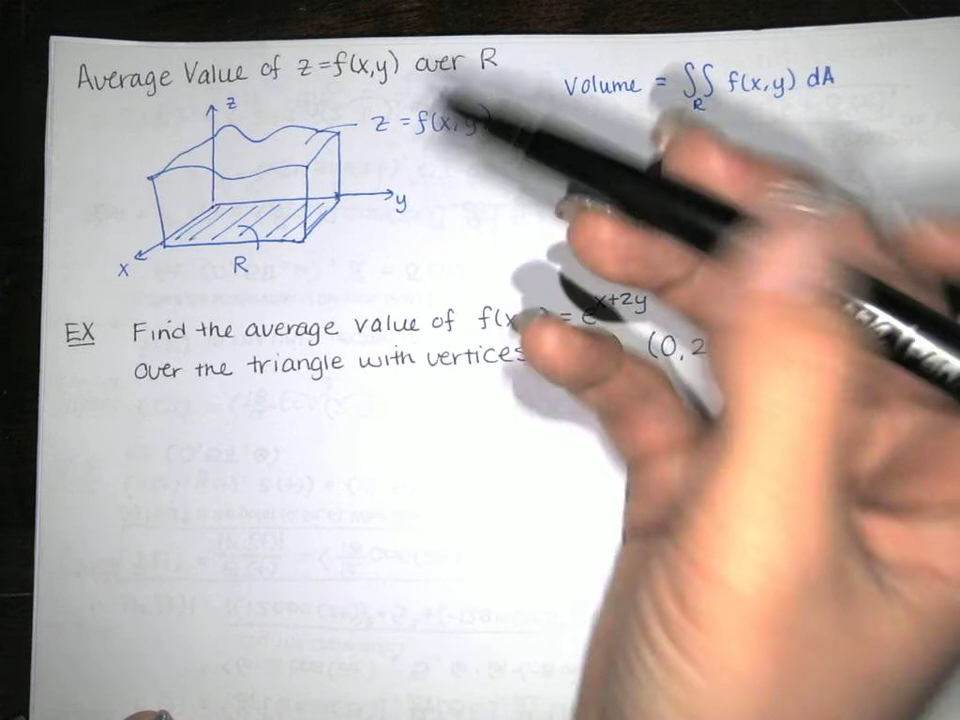 Average Value of z=f(x,y) over R
Volume = ∬ f(x,y) dA
R
z
z = f(x,y)
y
x
R
EX Find the average value of f(x = e^x+2y
over the triangle with vertices (0,2